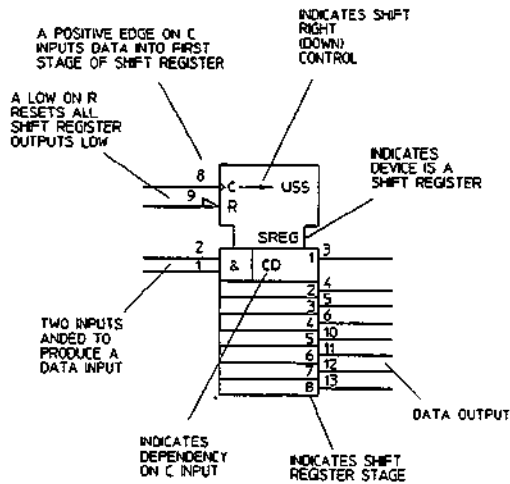 A POSITIVE EDGE ON C
INPUTS DATA INTO FIRST
STAGE OF SHIFT REGISTER
INDICATES SHIFT
RIGHT
(DOWN)
CONTROL
A LOW ON R
RESETS ALL
SHIFT REGISTER
OUTPUTS LOW
INDICATES
DEVICE IS A
SHIFT REGISTER
8
C
USS
9
R
SREG
2
1
&
CD
1
3
2
4
3
5
4
6
5
10
6
11
7
12
8
13
TWO INPUTS
ANDED TO
PRODUCE A
DATA INPUT
DATA OUTPUT
INDICATES
DEPENDENCY
ON C INPUT
INDICATES SHIFT
REGISTER STAGE